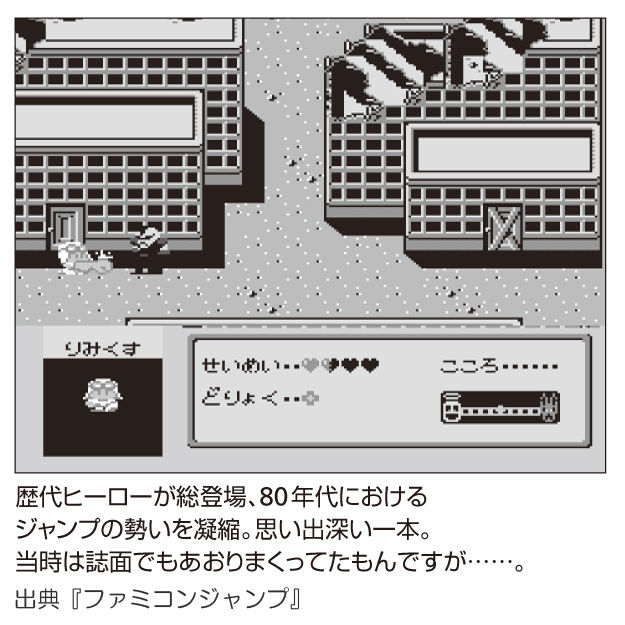 りみくす
せいめい‥
こころ‥‥‥
どりょく‥
歴代ヒーローが総登場、80年代における
ジャンプの勢いを凝縮。思い出深い一本。
当時は誌面でもあおりまくってたもんですが……。
出典『ファミコンジャンプ』